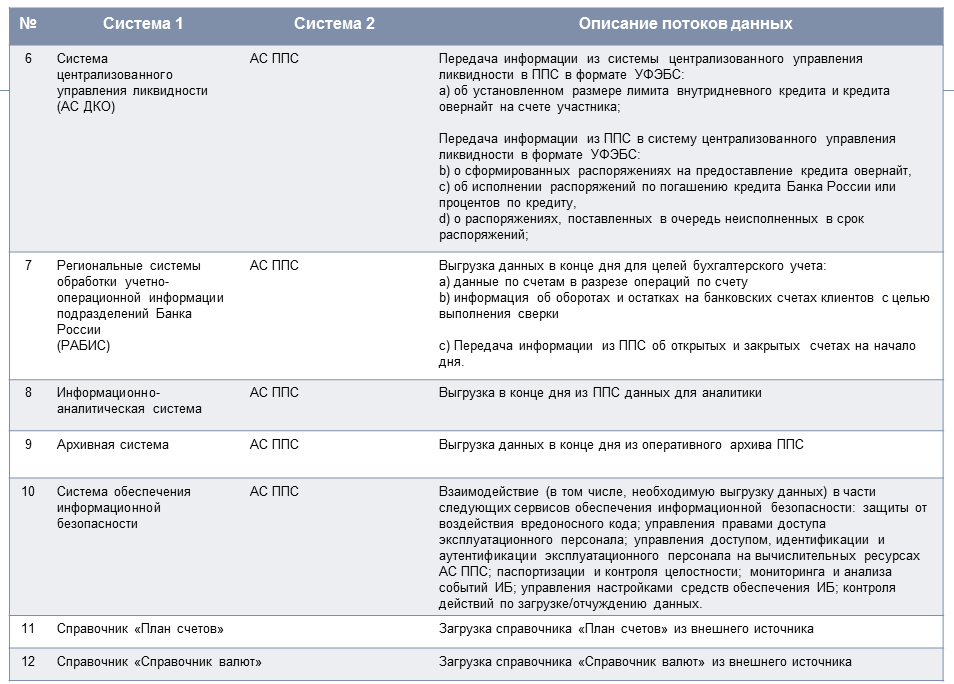 № Система 1 Система 2 Описание потоков данных
6 Система АС ППС Передача информации из системы централизованного управления
централизованного ликвидности в ППС в формате УФЭБС:
управления ликвидности a) об установленном размере лимита внутридневного кредита и кредита
(АС ДКО) овернайт на счете участника;
Передача информации из ППС в систему централизованного управления
ликвидности в формате УФЭБС:
b) о сформированных распоряжениях на предоставление кредита овернайт,
c) об исполнении распоряжений по погашению кредита Банка России или
процентов по кредиту,
d) о распоряжениях, поставленных в очередь неисполненных в срок
распоряжений;
7 Региональные системы АС ППС Выгрузка данных в конце дня для целей бухгалтерского учета:
обработки учетно- a) данные по счетам в разрезе операций по счету
операционной информации b) информация об оборотах и остатках на банковских счетах клиентов с целью
подразделений Банка выполнения сверки
России
(РАБИС) c) Передача информации из ППС об открытых и закрытых счетах на начало
дня.
8 Информационно- АС ППС Выгрузка в конце дня из ППС данных для аналитики
аналитическая система
9 Архивная система АС ППС Выгрузка данных в конце дня из оперативного архива ППС
10 Система обеспечения АС ППС Взаимодействие (в том числе, необходимую выгрузку данных) в части
информационной следующих сервисов обеспечения информационной безопасности: защиты от
безопасности воздействия вредоносного кода; управления правами доступа
эксплуатационного персонала; управления доступом, идентификации и
аутентификации эксплуатационного персонала на вычислительных ресурсах
АС ППС; паспортизации и контроля целостности; мониторинга и анализа
событий ИБ; управления настройками средств обеспечения ИБ; контроля
действий по загрузке/отчуждению данных.
11 Справочник «План счетов» Загрузка справочника «План счетов» из внешнего источника
12 Справочник «Справочник валют» Загрузка справочника «Справочник валют» из внешнего источника